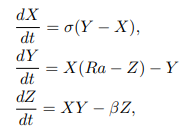 dX/dt = σ(Y − X),
dY/dt = X(Ra − Z) − Y
dZ/dt = XY − βZ,